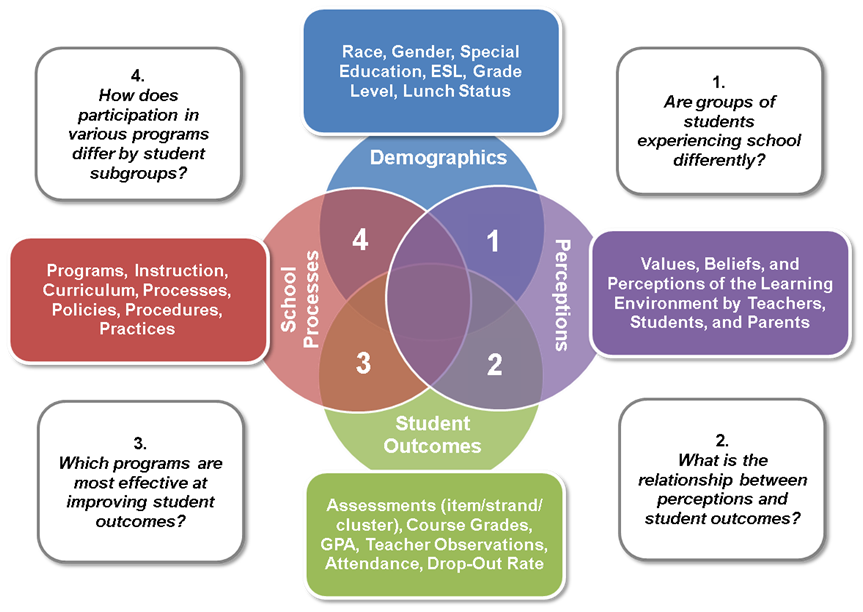 Race, Gender, Special
Education, ESL, Grade
Level, Lunch Status
4.
How does
participation in
various programs
differ by student
subgroups?
1.
Are groups of
students
experiencing school
differently?
Demographics
4
1
Programs, Instruction,
Curriculum, Processes,
Policies, Procedures,
Practices
School
Processes
Perceptions
Values, Beliefs, and
Perceptions of the Learning
Environment by Teachers,
Students, and Parents
3
2
Student
Outcomes
3.
Which programs are
most effective at
improving student
outcomes?
2.
What is the
relationship between
perceptions and
student outcomes?
Assessments (item/strand/
cluster), Course Grades,
GPA, Teacher Observations,
Attendance, Drop-Out Rate